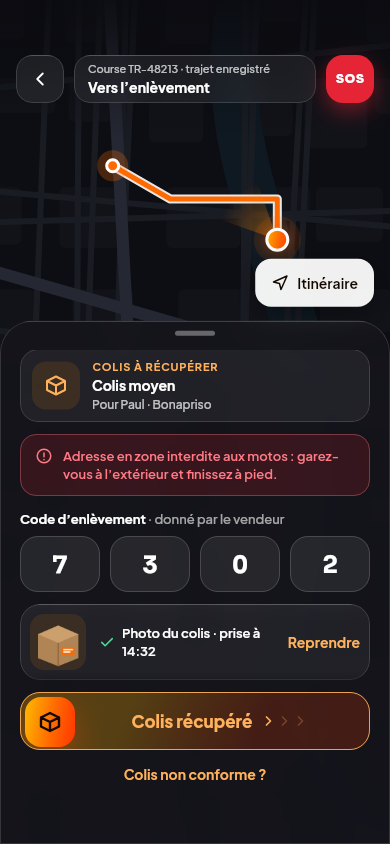 Course TR-48213 · trajet enregistré
Vers l’enlèvement
SOS
Itinéraire
COLIS À RÉCUPÉRER
Colis moyen
Pour Paul · Bonapriso
Adresse en zone interdite aux motos : garez-
vous à l’extérieur et finissez à pied.
Code d’enlèvement · donné par le vendeur
7 3 0 2
Photo du colis · prise à
14:32
Reprendre
Colis récupéré
Colis non conforme ?